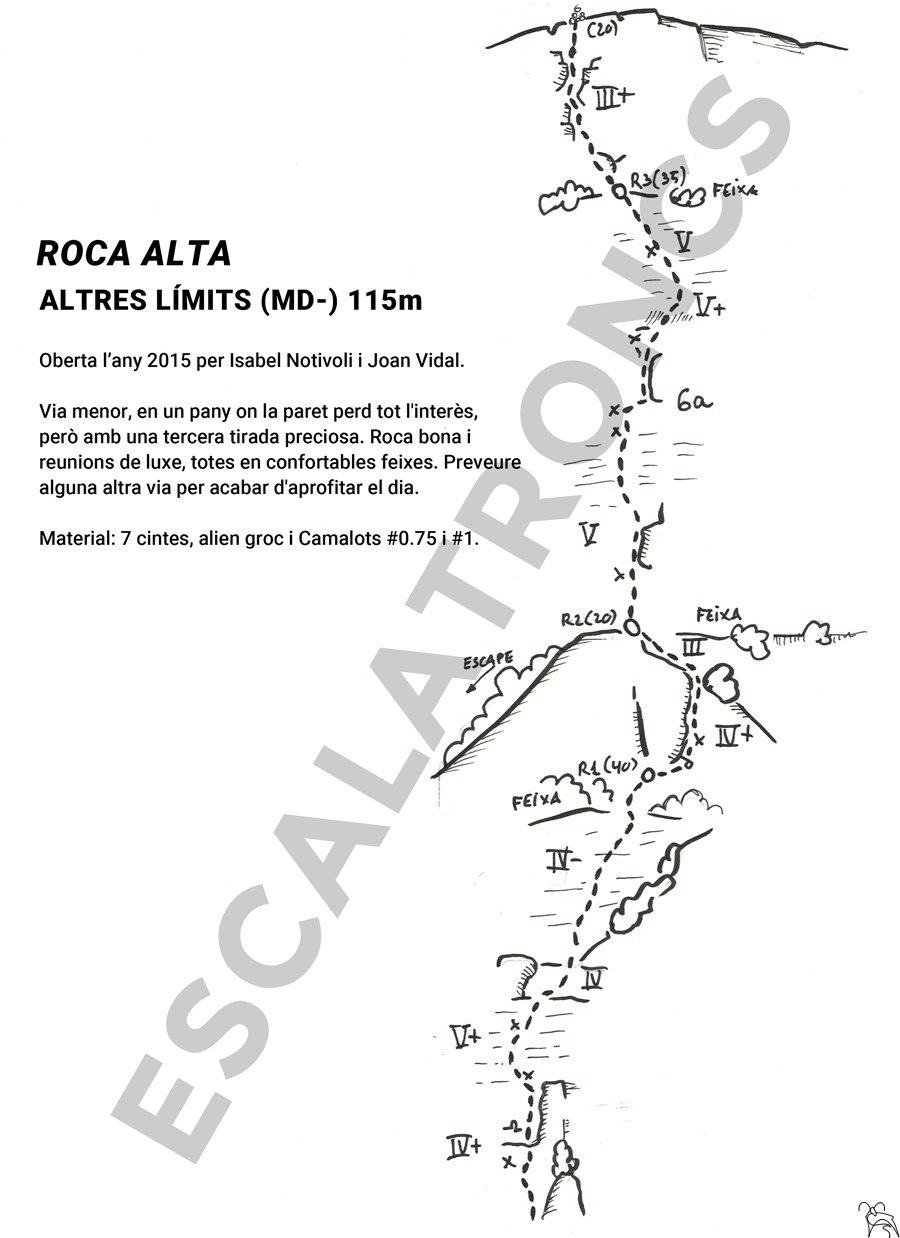 (20)
III+
R3(35)
FEIXA
V
ROCA ALTA
ALTRES LÍMITS (MD-) 115m
V+
Oberta l’any 2015 per Isabel Notivoli i Joan Vidal.
6a
Via menor, en un pany on la paret perd tot l'interès,
però amb una tercera tirada preciosa. Roca bona i
reunions de luxe, totes en confortables feixes. Preveure
alguna altra via per acabar d'aprofitar el dia.
Material: 7 cintes, alien groc i Camalots #0.75 i #1.
V
R2(20)
FEIXA
III
ESCAPE
IV+
R1(40)
FEIXA
IV-
IV
V+
IV+
ESCALATRONCS